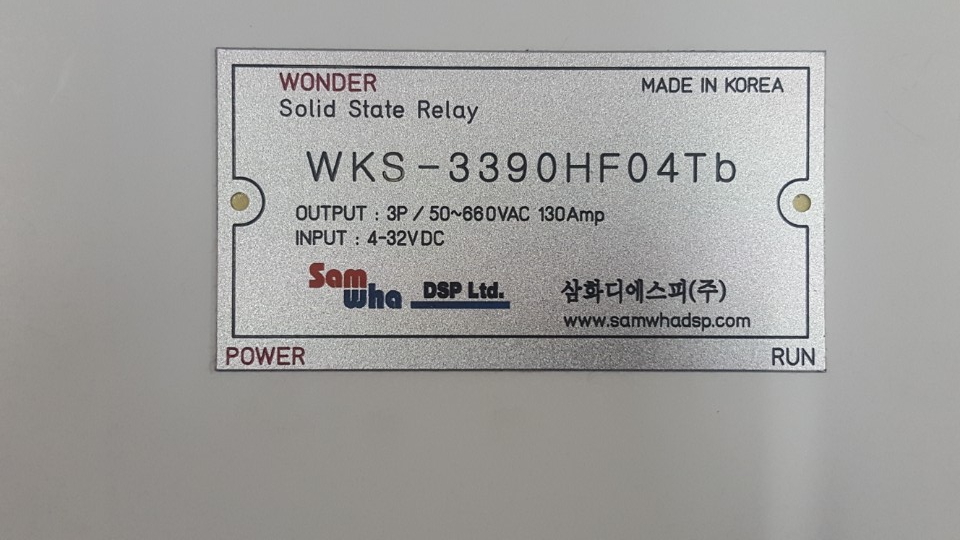 WONDER MADE IN KOREA
Solid State Relay
WKS-3390HF04Tb
OUTPUT : 3P / 50~660VAC 130Amp
INPUT : 4-32VDC
Sam
wha DSP Ltd. 삼화디에스피(주)
www.samwhadsp.com
POWER RUN